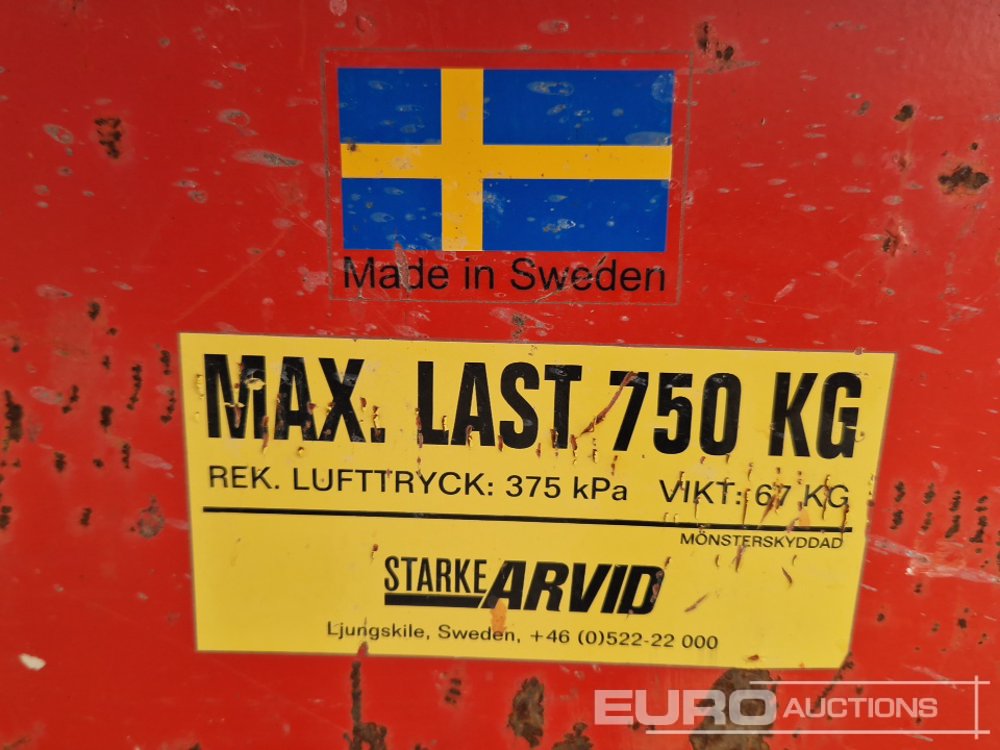 Made in Sweden
MAX. LAST 750 KG
REK. LUFTTRYCK: 375 kPa VIKT: 67 KG
MÖNSTERSKYDDAD
STARKE ARVID
Ljungskile, Sweden, +46 (0)522-22 000
EURO AUCTIONS